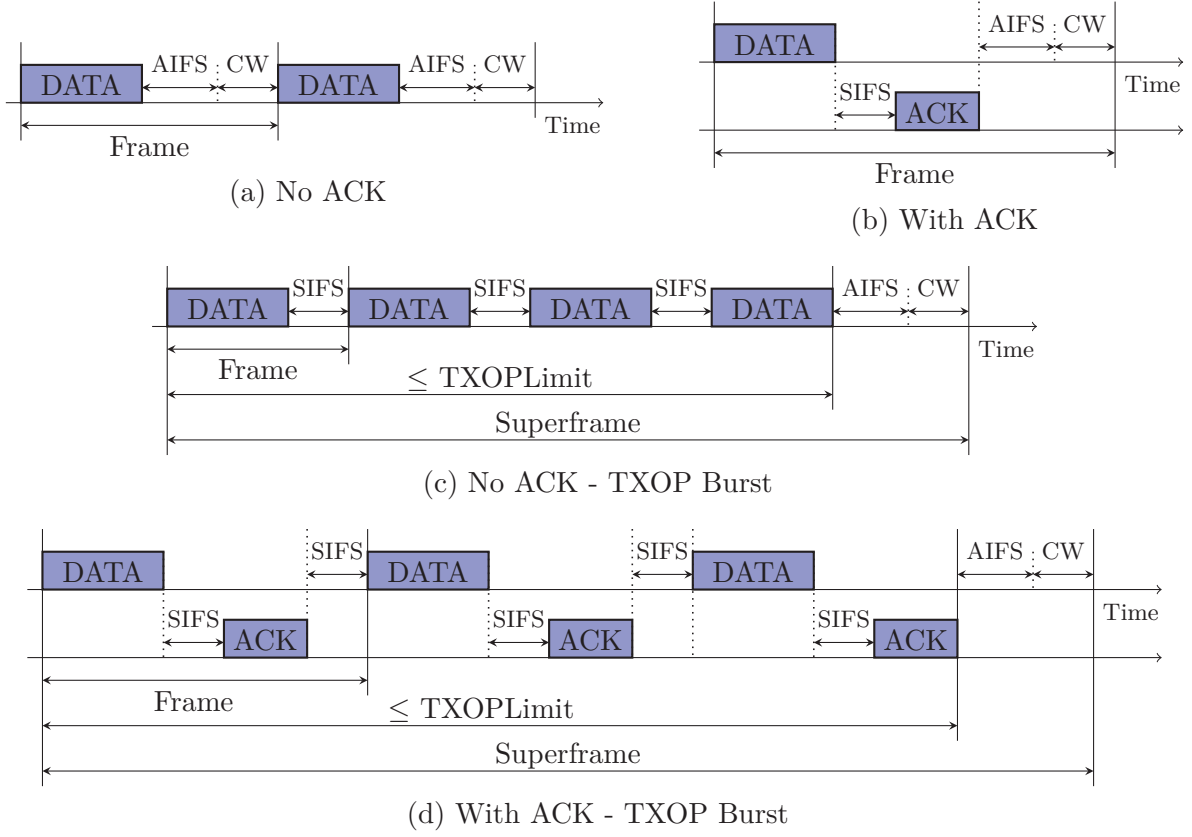 AIFS CW AIFS CW
DATA DATA
Time
Frame
(a) No ACK
AIFS CW
DATA
Time
SIFS
ACK
Frame
(b) With ACK
SIFS SIFS SIFS AIFS CW
DATA DATA DATA DATA
Time
Frame
≤ TXOPLimit
Superframe
(c) No ACK - TXOP Burst
SIFS SIFS AIFS CW
DATA DATA DATA
Time
SIFS SIFS SIFS
ACK ACK ACK
Frame
≤ TXOPLimit
Superframe
(d) With ACK - TXOP Burst